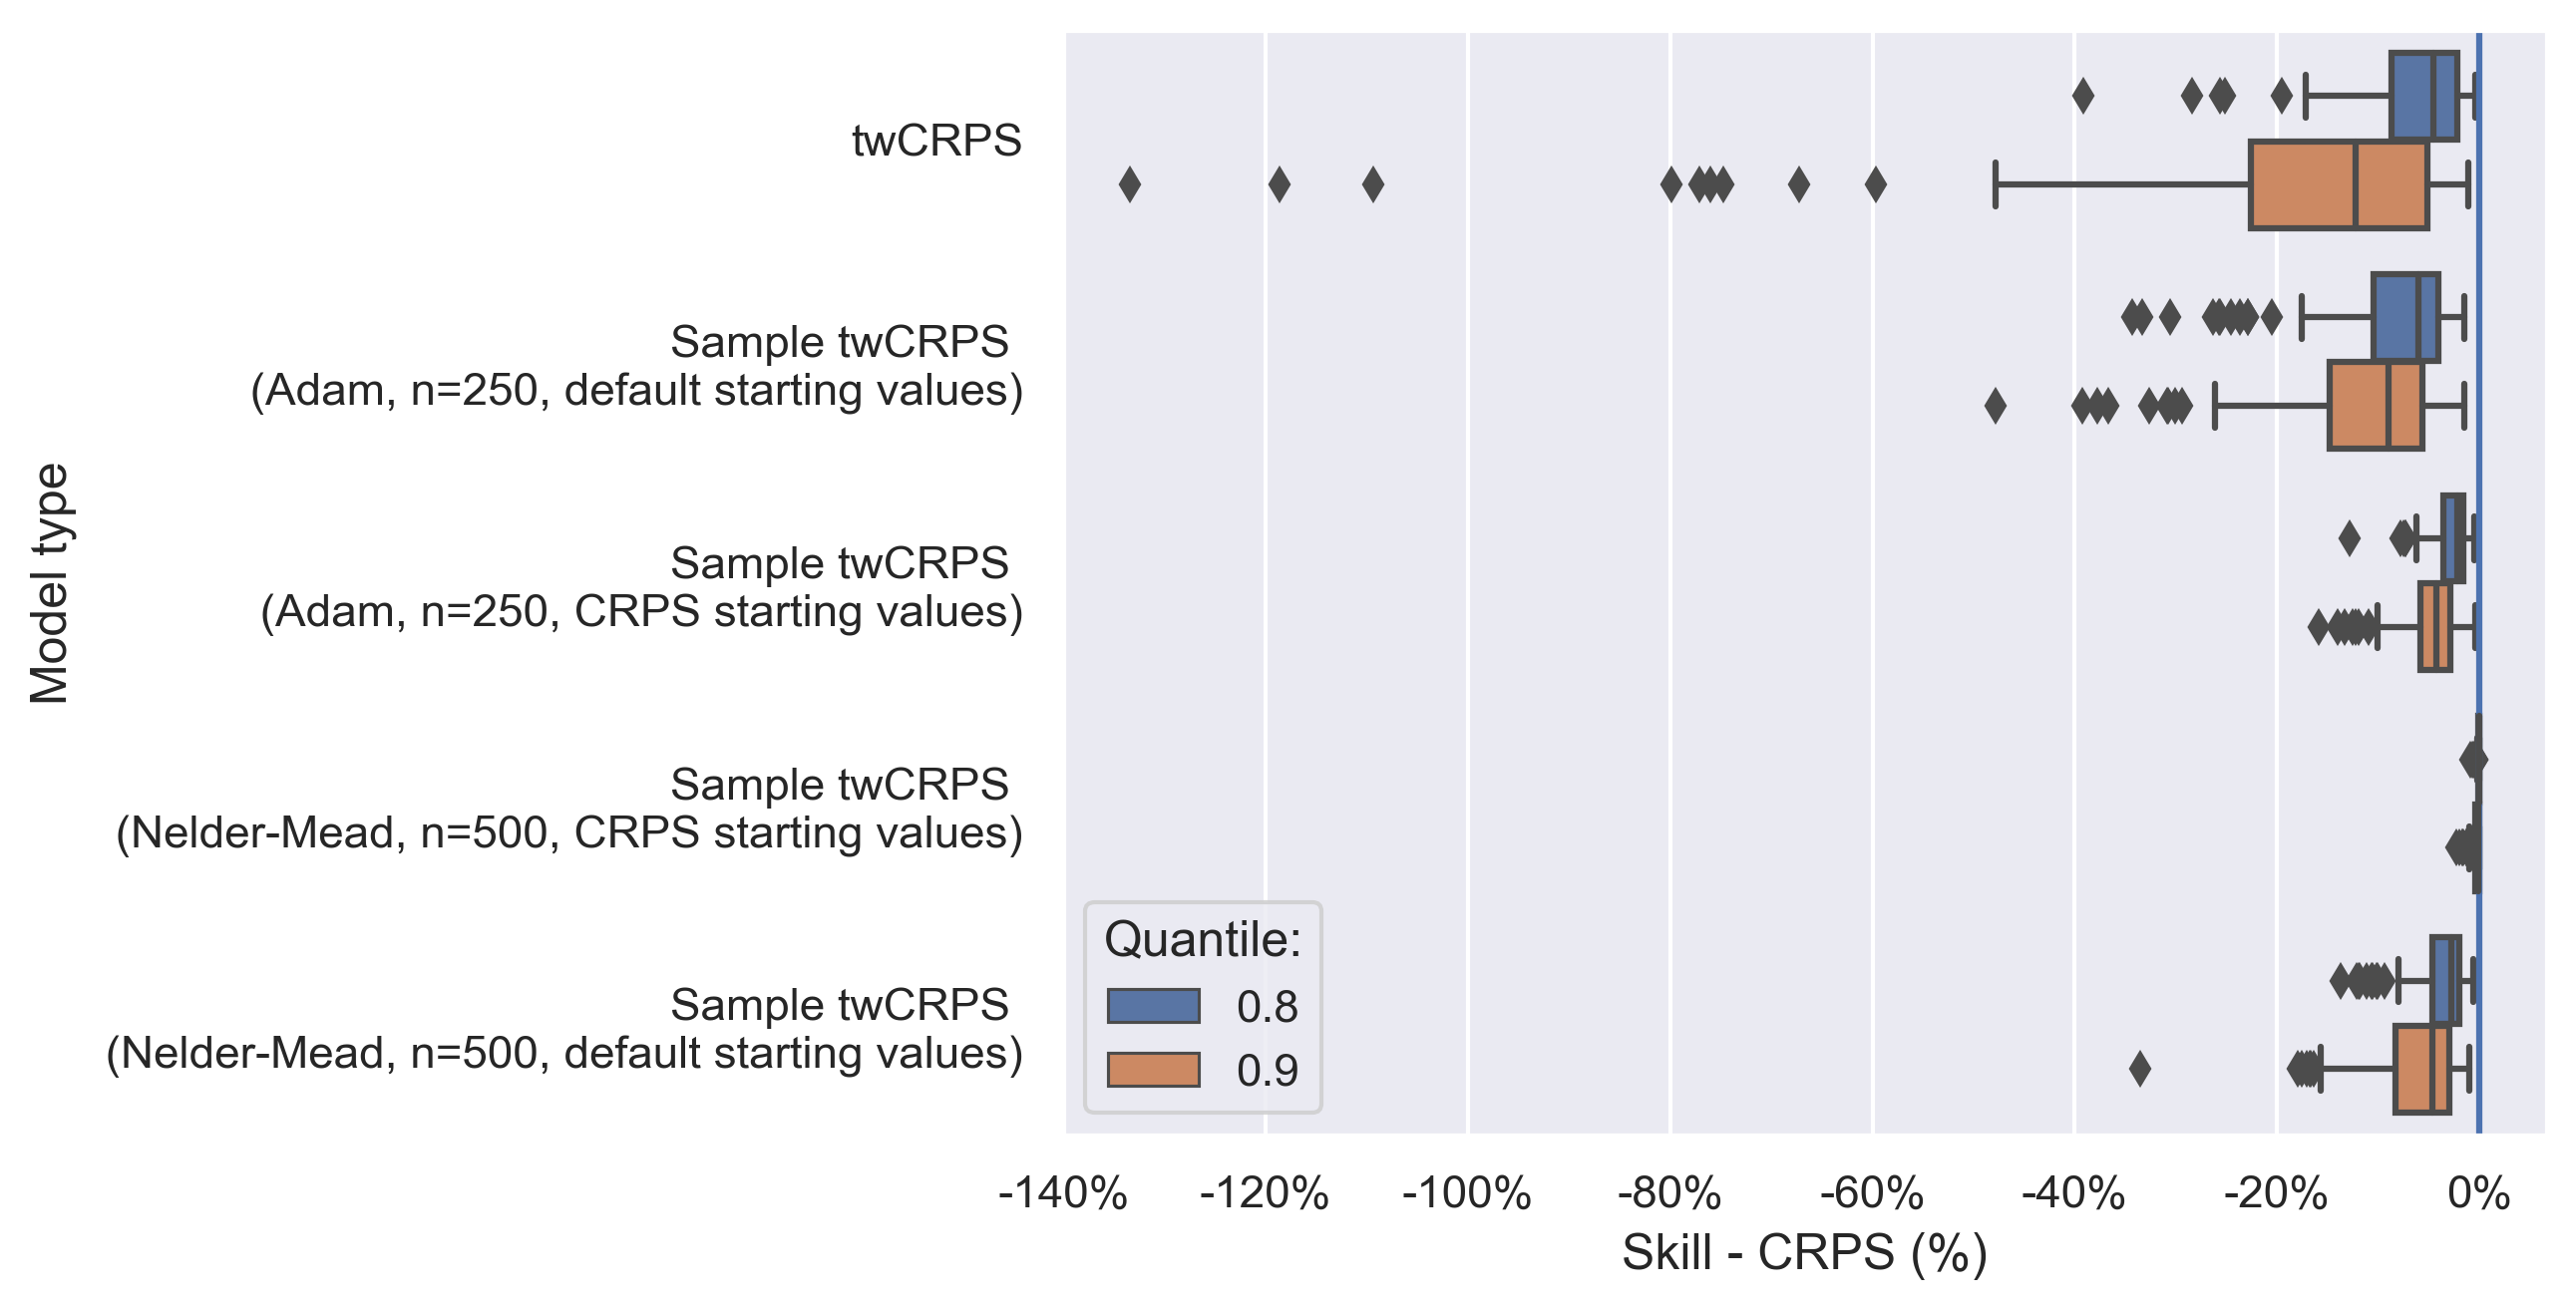 twCRPS
Sample twCRPS
(Adam, n=250, default starting values)
Sample twCRPS
(Adam, n=250, CRPS starting values)
Sample twCRPS
(Nelder-Mead, n=500, CRPS starting values)
Sample twCRPS
(Nelder-Mead, n=500, default starting values)
Model type
Quantile:
0.8
0.9
-140% -120% -100% -80% -60% -40% -20% 0%
Skill - CRPS (%)